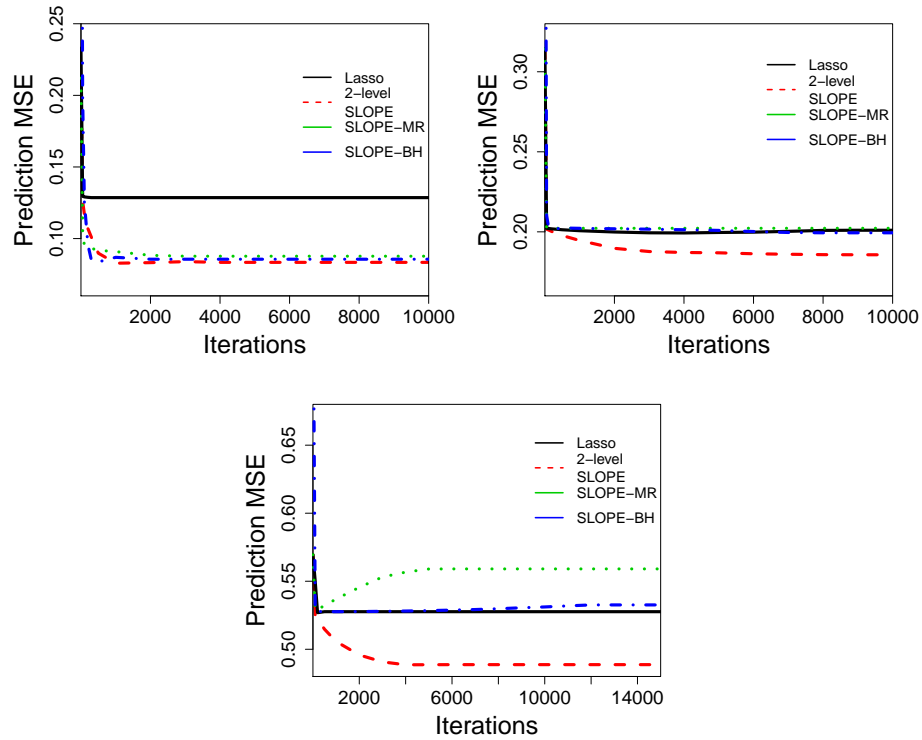 Prediction MSE
0.25
0.20
0.15
0.10
Lasso
2−level
SLOPE
SLOPE−MR
SLOPE−BH
2000 4000 6000 8000 10000
Iterations
Prediction MSE
0.30
0.25
0.20
Lasso
2−level
SLOPE
SLOPE−MR
SLOPE−BH
2000 4000 6000 8000 10000
Iterations
Prediction MSE
0.65
0.60
0.55
0.50
Lasso
2−level
SLOPE
SLOPE−MR
SLOPE−BH
2000 6000 10000 14000
Iterations